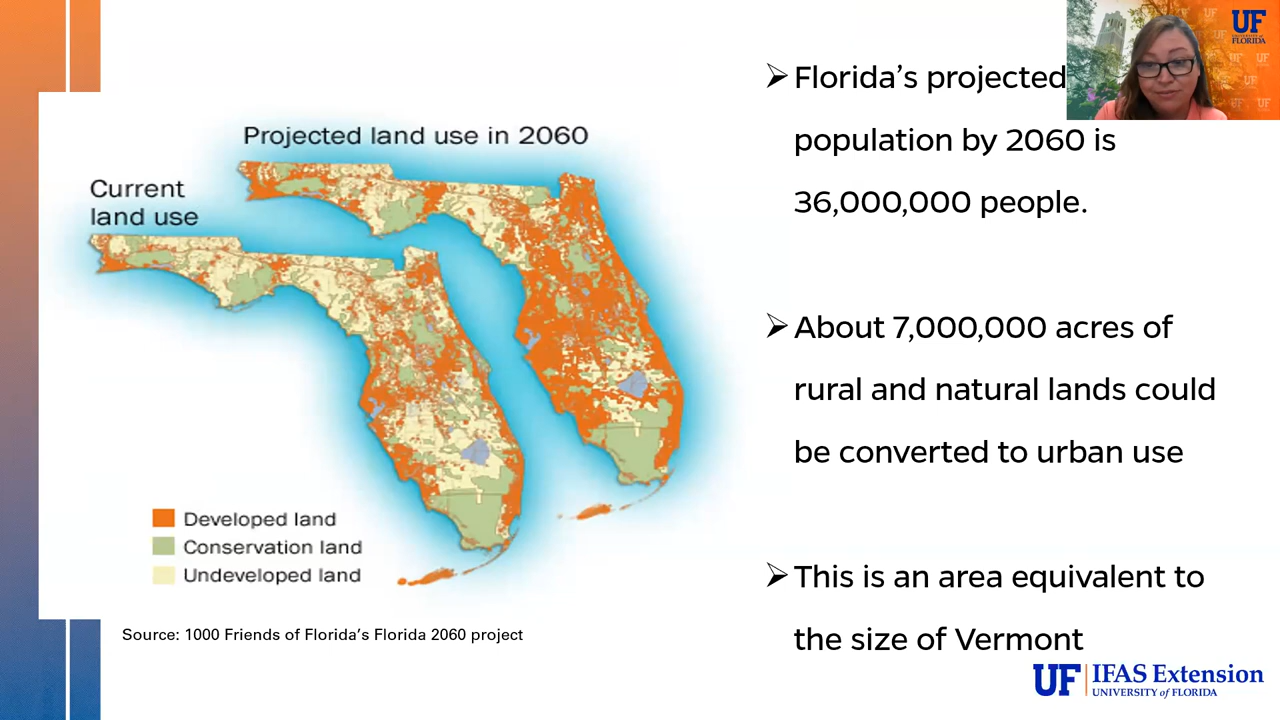 Projected land use in 2060
Current
land use
Developed land
Conservation land
Undeveloped land
Source: 1000 Friends of Florida’s Florida 2060 project
➢ Florida’s projected
population by 2060 is
36,000,000 people.
➢ About 7,000,000 acres of
rural and natural lands could
be converted to urban use
➢ This is an area equivalent to
the size of Vermont
UF
UNIVERSITY of
FLORIDA
UF IFAS Extension
UNIVERSITY of FLORIDA